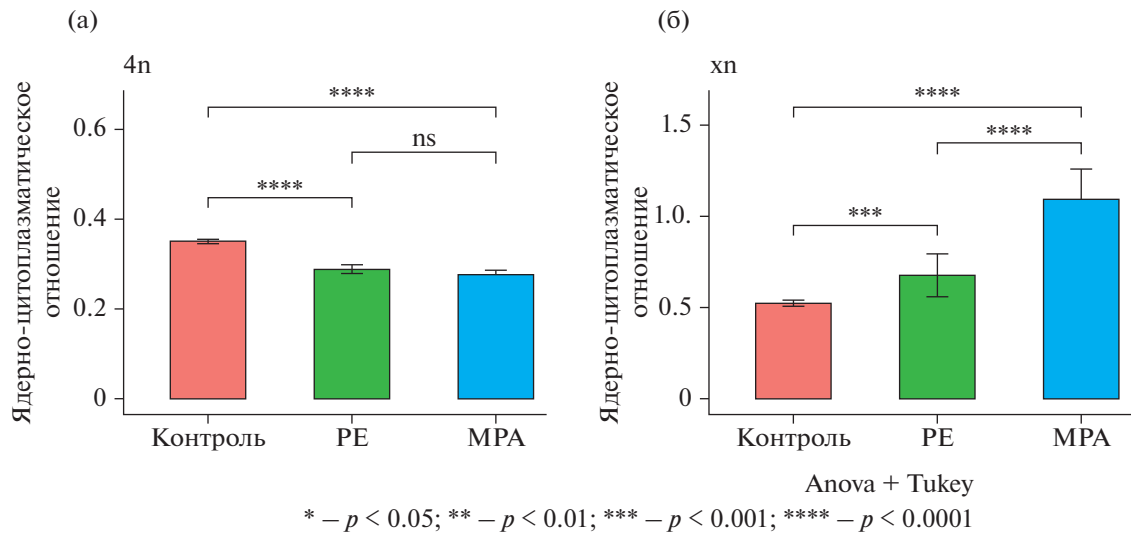 (а)
4n
Ядерно-цитоплазматическое
отношение
0.6
0.4
0.2
0
****
ns
****
Контроль
PE
MPA
(б)
xn
Ядерно-цитоплазматическое
отношение
1.5
1.
0.5
0
****
****
***
Контроль
PE
MPA
Anova + Tukey
* – p < 0.05; ** – p < 0.01; *** – p < 0.001; **** – p < 0.0001